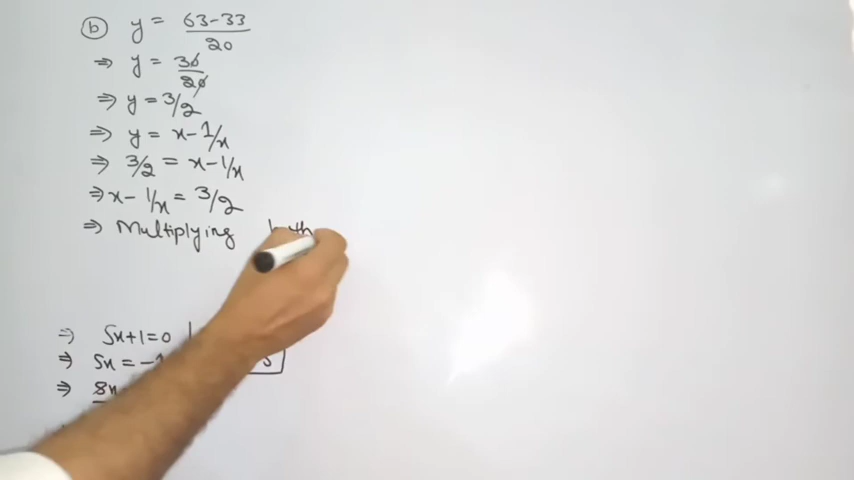 b y = 63-33/20
⇒ y = 30/20
⇒ y = 3/2
⇒ y = x - 1/x
⇒ 3/2 = x - 1/x
⇒ x - 1/x = 3/2
⇒ Multiplying both
⇒ 5x+1=0
⇒ 5x = -1
⇒